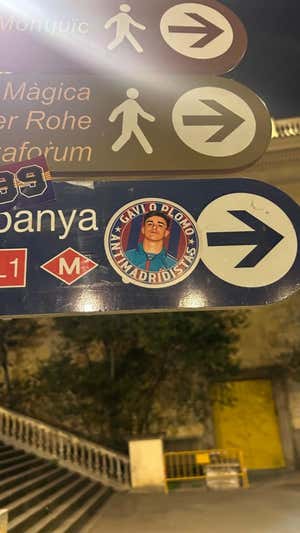 Montjuïc
Màgica
er Rohe
aforum
99
panya
GAVI O PLOMO
ANTIMADRIDISTAS
L1
M